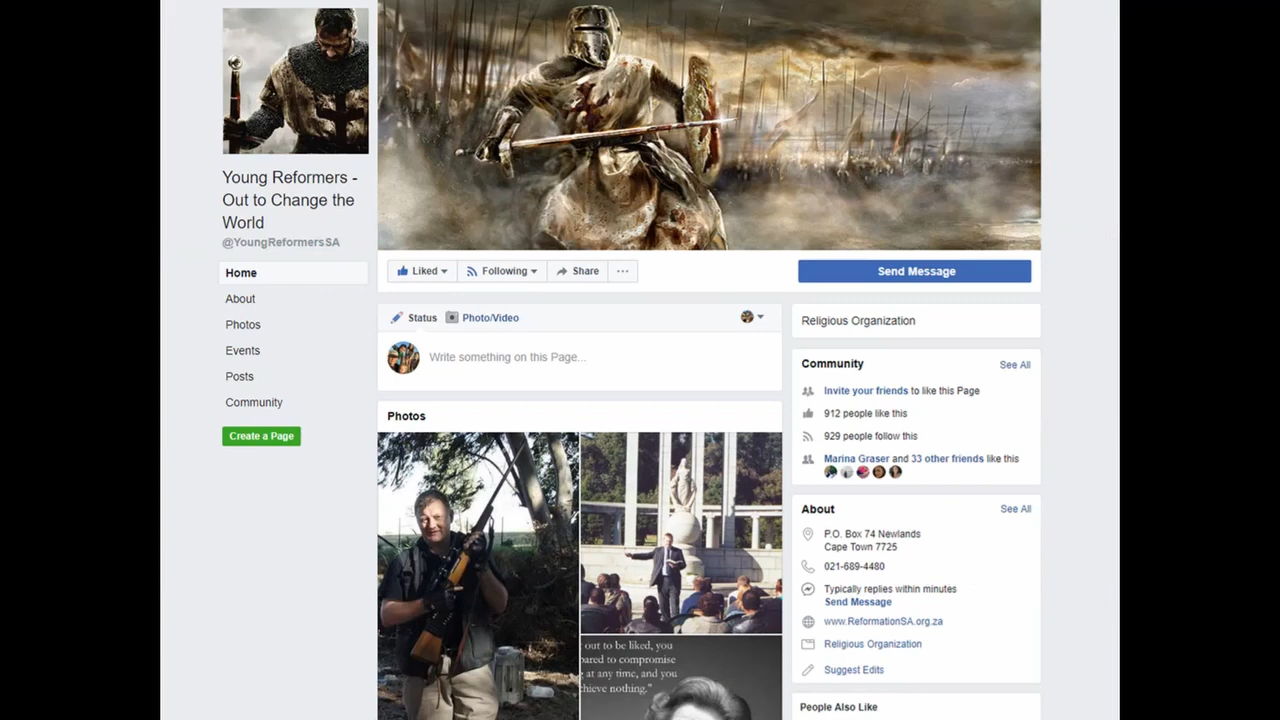 Young Reformers -
Out to Change the
World
@YoungReformersSA
Home
About
Photos
Events
Posts
Community
Create a Page
Liked
Following
Share
...
Send Message
Status
Photo/Video
Write something on this Page...
Photos
out to be liked, you
ared to compromise
at any time, and you
chieve nothing."
Religious Organization
Community
See All
Invite your friends to like this Page
912 people like this
929 people follow this
Marina Graser and 33 other friends like this
About
See All
P.O. Box 74 Newlands
Cape Town 7725
021-689-4480
Typically replies within minutes
Send Message
www.ReformationSA.org.za
Religious Organization
Suggest Edits
People Also Like